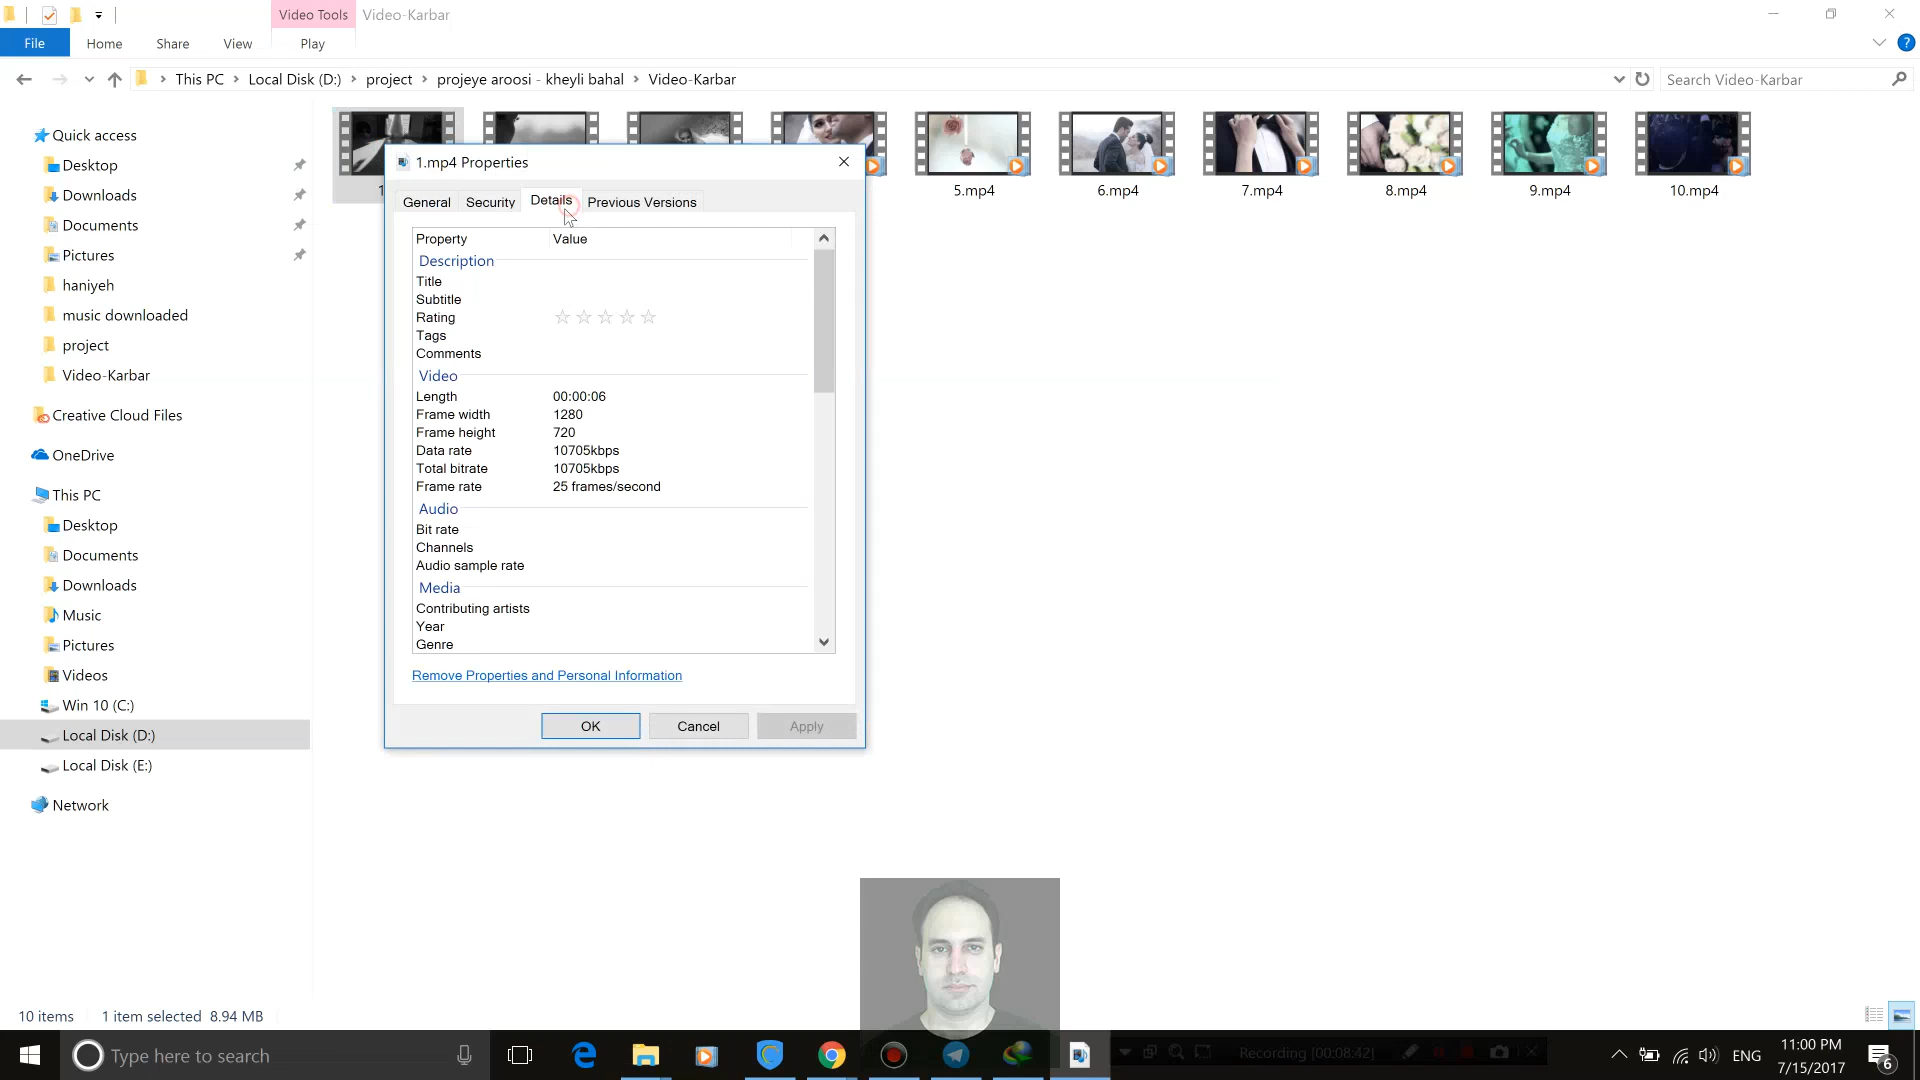 Video Tools
Video-Karbar
File
Home
Share
View
Play
This PC
Local Disk (D:)
project
projeye aroosi - kheyli bahal
Video-Karbar
Search Video-Karbar
Quick access
Desktop
Downloads
Documents
Pictures
haniyeh
music downloaded
project
Video-Karbar
Creative Cloud Files
OneDrive
This PC
Desktop
Documents
Downloads
Music
Pictures
Videos
Win 10 (C:)
Local Disk (D:)
Local Disk (E:)
Network
5.mp4
6.mp4
7.mp4
8.mp4
9.mp4
10.mp4
1.mp4 Properties
General
Security
Details
Previous Versions
Property Value
Description
Title
Subtitle
Rating
Tags
Comments
Video
Length 00:00:06
Frame width 1280
Frame height 720
Data rate 10705kbps
Total bitrate 10705kbps
Frame rate 25 frames/second
Audio
Bit rate
Channels
Audio sample rate
Media
Contributing artists
Year
Genre
Remove Properties and Personal Information
OK
Cancel
Apply
10 items
1 item selected 8.94 MB
Type here to search
Recording [00:08:42]
ENG
11:00 PM
7/15/2017
6